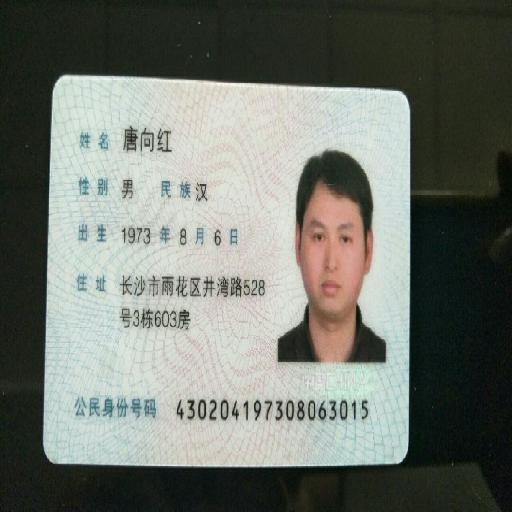 姓名 唐向红
性别 男 民族 汉
出生 1973 年 8 月 6 日
住址 长沙市雨花区井湾路528
号3栋603房
公民身份号码 430204197308063015